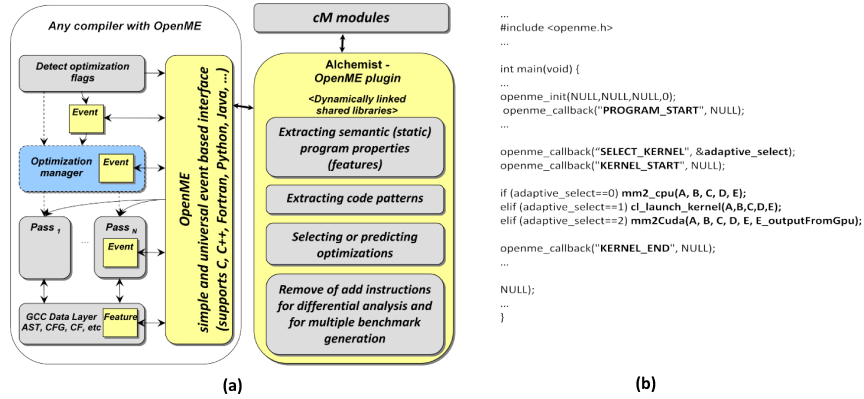 Any compiler with OpenME
Detect optimization
flags
Event
Optimization
manager
Event
Pass 1
...
Pass N
Event
GCC Data Layer
AST, CFG, CF, etc
Feature
OpenME
simple and universal event based interface
(supports C, C++, Fortran, Python, Java, ...)
cM modules
Alchemist -
OpenME plugin
<Dynamically linked
shared libraries>
Extracting semantic (static)
program properties
(features)
Extracting code patterns
Selecting or predicting
optimizations
Remove of add instructions
for differential analysis and
for multiple benchmark
generation
(a)
...
#include <openme.h>
...
int main(void) {
...
openme_init(NULL,NULL,NULL,0);
openme_callback("PROGRAM_START", NULL);
...
openme_callback("SELECT_KERNEL", &adaptive_select);
openme_callback("KERNEL_START", NULL);
if (adaptive_select==0) mm2_cpu(A, B, C, D, E);
elif (adaptive_select==1) cl_launch_kernel(A,B,C,D,E);
elif (adaptive_select==2) mm2Cuda(A, B, C, D, E, E_outputFromGpu);
openme_callback("KERNEL_END", NULL);
...
NULL);
...
}
(b)